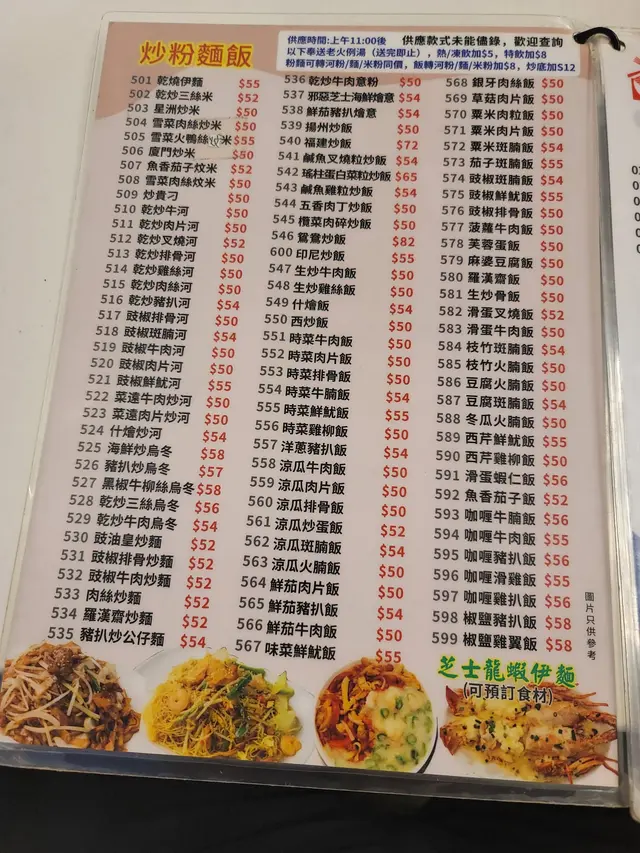 炒粉麵飯
供應時間:上午11:00後 供應款式未能儘錄，歡迎查詢
以下奉送老火例湯（送完即止），熱/凍飲加$5，特飲加$8
粉麵可轉河粉/麵/米粉同價，飯轉河粉/麵/米粉加$8，炒底加$12
501 乾燒伊麵 $55
502 乾炒三絲米 $52
503 星洲炒米 $50
504 雪菜肉絲炒米 $50
505 雪菜火鴨絲炒米 $55
506 廈門炒米 $50
507 魚香茄子炆米 $52
508 雪菜肉絲炆米 $50
509 炒貴刁 $50
510 乾炒牛河 $50
511 乾炒肉片河 $50
512 乾炒叉燒河 $52
513 乾炒排骨河 $50
514 乾炒雞絲河 $50
515 乾炒肉絲河 $50
516 乾炒豬扒河 $54
517 豉椒排骨河 $50
518 豉椒斑腩河 $54
519 豉椒牛肉河 $50
520 豉椒肉片河 $50
521 豉椒鮮魷河 $55
522 菜遠牛肉炒河 $50
523 菜遠肉片炒河 $50
524 什燴炒河 $54
525 海鮮炒烏冬 $58
526 豬扒炒烏冬 $57
527 黑椒牛柳絲烏冬 $58
528 乾炒三絲烏冬 $56
529 乾炒牛肉烏冬 $54
530 豉油皇炒麵 $52
531 豉椒排骨炒麵 $52
532 豉椒牛肉炒麵 $52
533 肉絲炒麵 $52
534 羅漢齋炒麵 $52
535 豬扒炒公仔麵 $54
536 乾炒牛肉意粉 $50
537 邪惡芝士海鮮燴意 $54
538 鮮茄豬扒燴意 $54
539 揚州炒飯 $50
540 福建炒飯 $72
541 鹹魚叉燒粒炒飯 $54
542 瑤柱蛋白菜粒炒飯 $65
543 鹹魚雞粒炒飯 $54
544 五香肉丁炒飯 $50
545 欖菜肉碎炒飯 $50
546 鴛鴦炒飯 $82
600 印尼炒飯 $55
547 生炒牛肉飯 $50
548 生炒雞絲飯 $50
549 什燴飯 $54
550 西炒飯 $50
551 時菜牛肉飯 $50
552 時菜肉片飯 $50
553 時菜排骨飯 $50
554 時菜牛腩飯 $54
555 時菜鮮魷飯 $55
556 時菜雞柳飯 $50
557 洋蔥豬扒飯 $54
558 涼瓜牛肉飯 $50
559 涼瓜肉片飯 $50
560 涼瓜排骨飯 $50
561 涼瓜炒蛋飯 $52
562 涼瓜斑腩飯 $54
563 涼瓜火腩飯 $50
564 鮮茄肉片飯 $50
565 鮮茄豬扒飯 $54
566 鮮茄牛肉飯 $50
567 味菜鮮魷飯 $55
568 銀牙肉絲飯 $50
569 草菇肉片飯 $50
570 粟米肉粒飯 $50
571 粟米肉片飯 $50
572 粟米斑腩飯 $54
573 茄子斑腩飯 $55
574 豉椒斑腩飯 $54
575 豉椒鮮魷飯 $55
576 豉椒排骨飯 $50
577 菠蘿牛肉飯 $50
578 芙蓉蛋飯 $50
579 麻婆豆腐飯 $50
580 羅漢齋飯 $50
581 生炒骨飯 $50
582 滑蛋叉燒飯 $52
583 滑蛋牛肉飯 $50
584 枝竹斑腩飯 $54
585 枝竹火腩飯 $50
586 豆腐火腩飯 $50
587 豆腐斑腩飯 $54
588 冬瓜火腩飯 $50
589 西芹鮮魷飯 $55
590 西芹雞柳飯 $50
591 滑蛋蝦仁飯 $56
592 魚香茄子飯 $52
593 咖喱牛腩飯 $56
594 咖喱牛肉飯 $55
595 咖喱豬扒飯 $56
596 咖喱滑雞飯 $55
597 咖喱雞扒飯 $56
598 椒鹽豬扒飯 $58
599 椒鹽雞翼飯 $58
圖片只供參考
芝士龍蝦伊麵
(可預訂食材)